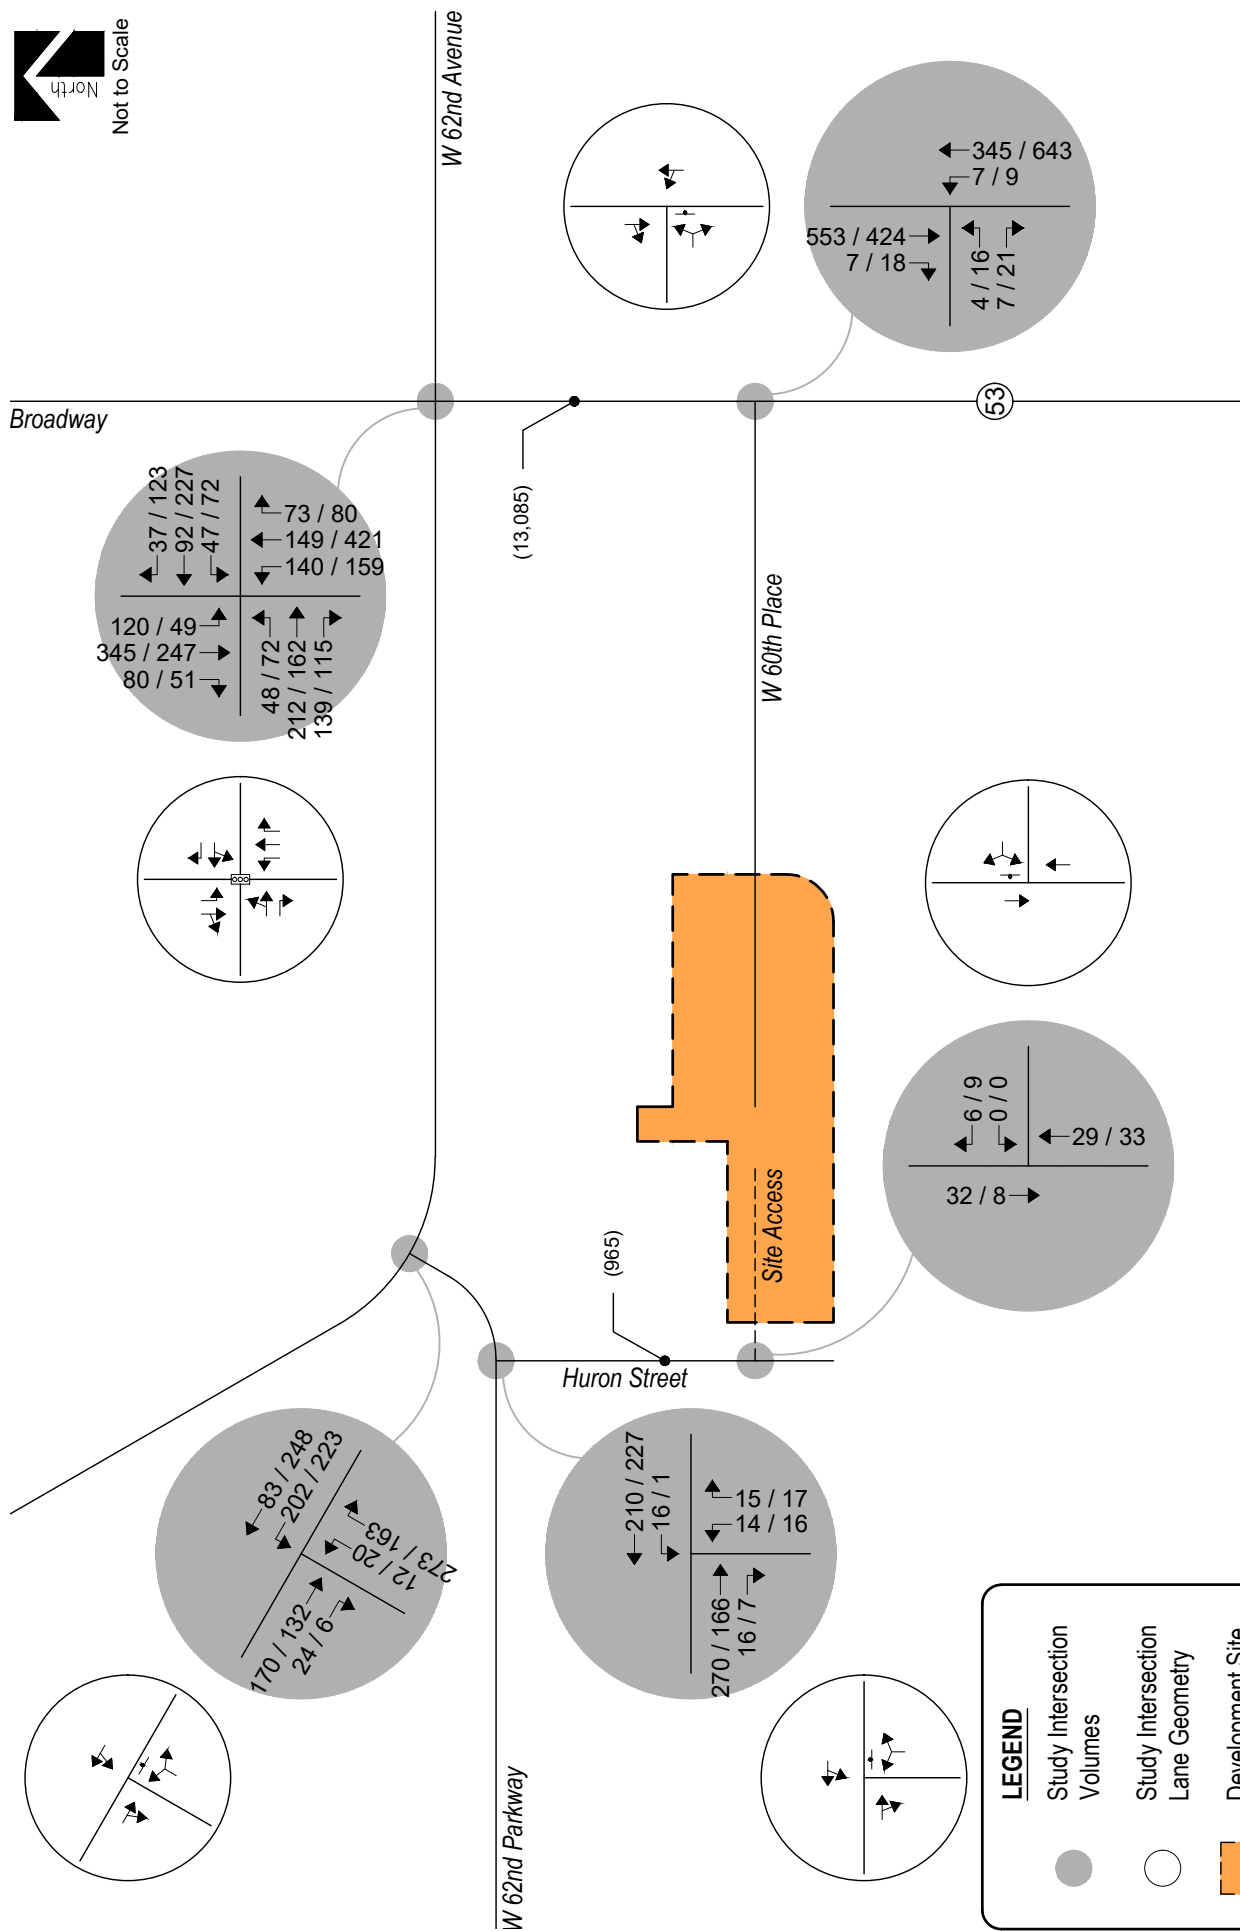 North
Not to Scale
W 62nd Avenue
Broadway
345 / 643
7 / 9
553 / 424
7 / 18
4 / 16
7 / 21
53
37 / 123
92 / 227
47 / 72
73 / 80
149 / 421
140 / 159
120 / 49
345 / 247
80 / 51
48 / 72
212 / 162
139 / 115
(13,085)
W 60th Place
6 / 9
0 / 0
29 / 33
32 / 8
Site Access
(965)
Huron Street
83 / 248
202 / 223
12 / 20
273 / 163
170 / 132
24 / 6
210 / 227
16 / 1
15 / 17
14 / 16
270 / 166
16 / 7
W 62nd Parkway
LEGEND
Study Intersection
Volumes
Study Intersection
Lane Geometry
Development Site